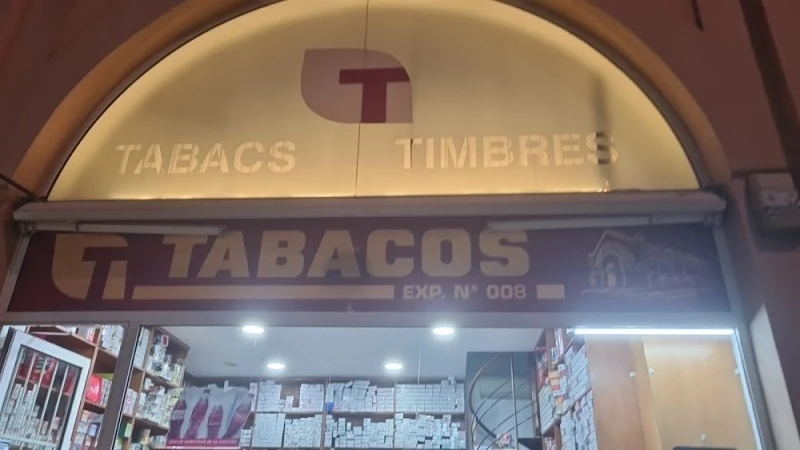 T
TABACS TIMBRES
T TABACOS
EXP. N° 008